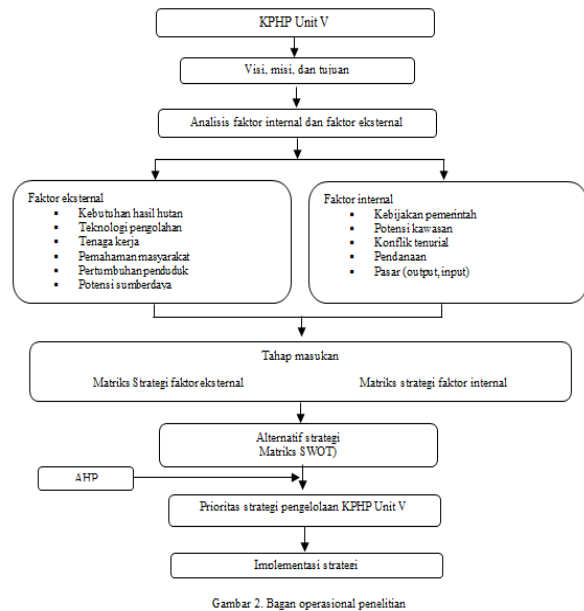 KPHP Unit V
Visi, misi, dan tujuan
Analisis faktor internal dan faktor eksternal
Faktor eksternal
▪ Kebutuhan hasil hutan
▪ Teknologi pengolahan
▪ Tenaga kerja
▪ Pemahaman masyarakat
▪ Pertumbuhan penduduk
▪ Potensi sumberdaya
Faktor internal
▪ Kebijakan pemerintah
▪ Potensi kawasan
▪ Konflik tenurial
▪ Pendanaan
▪ Pasar (output, input)
Tahap masukan
Matriks Strategi faktor eksternal
Matriks strategi faktor internal
Alternatif strategi
Matriks SWOT)
AHP
Prioritas strategi pengelolaan KPHP Unit V
Implementasi strategi
Gambar 2. Bagan operasional penelitian